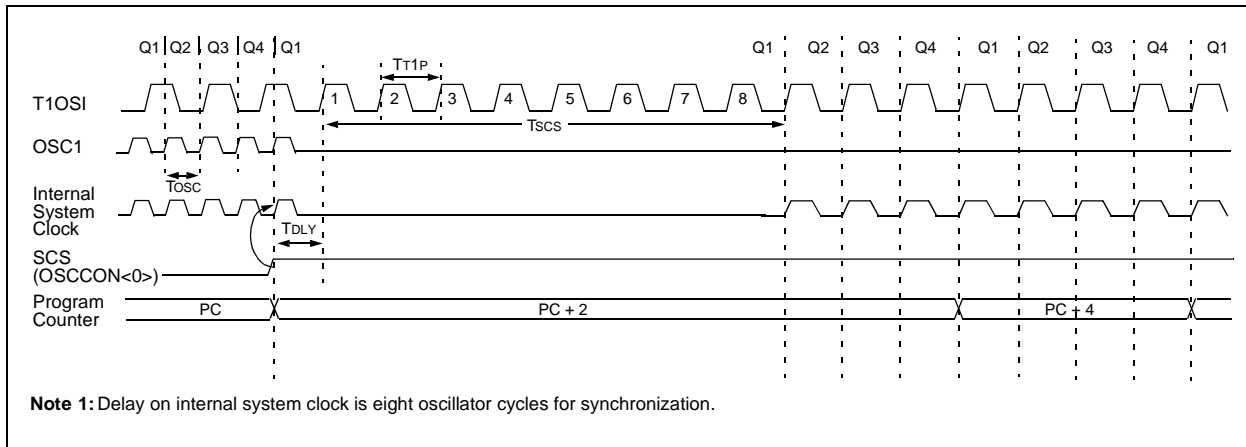 Q1 Q2 Q3 Q4 Q1 Q1 Q2 Q3 Q4 Q1 Q2 Q3 Q4 Q1
TT1P
T1OSI 1 2 3 4 5 6 7 8
TSCS
OSC1
TOSC
Internal
System
Clock
TDLY
SCS
(OSCCON<0>)
Program
Counter
PC PC + 2 PC + 4
Note 1: Delay on internal system clock is eight oscillator cycles for synchronization.